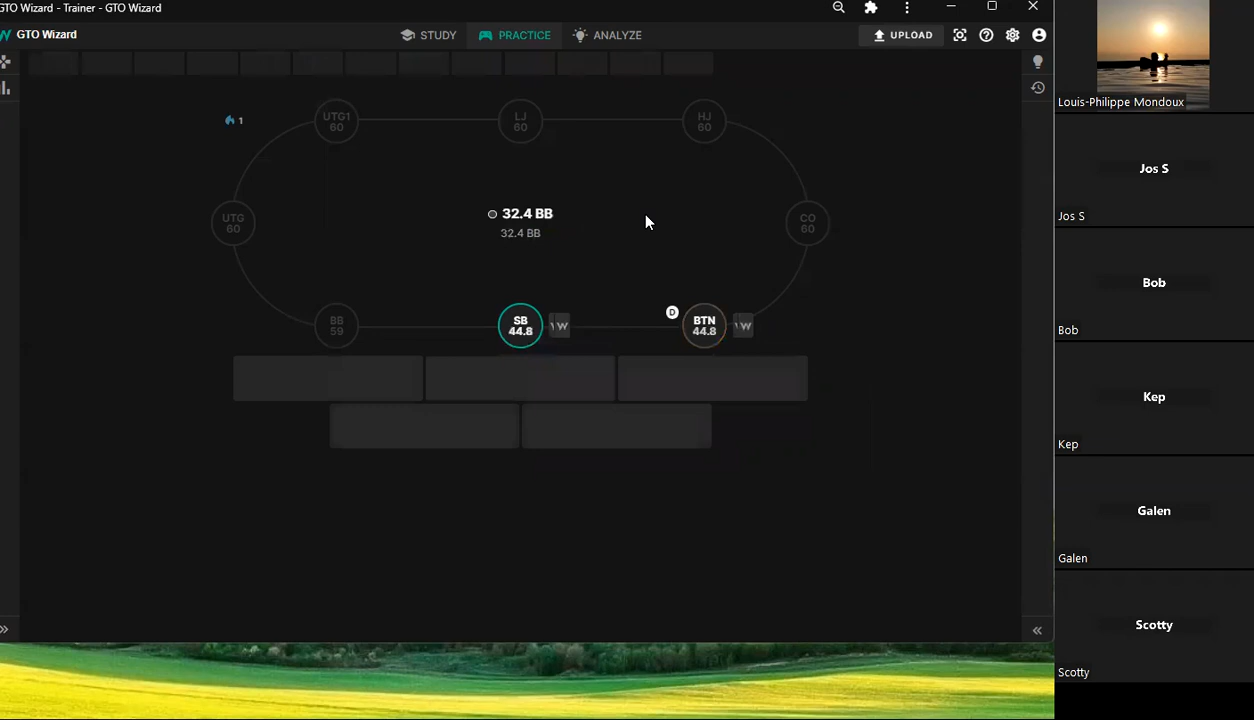 GTO Wizard - Trainer - GTO Wizard
GTO Wizard
STUDY
PRACTICE
ANALYZE
UPLOAD
1
UTG1
60
LJ
60
HJ
60
UTG
60
32.4 BB
32.4 BB
CO
60
BB
59
SB
44.8
D
BTN
44.8
Louis-Philippe Mondoux
Jos S
Jos S
Bob
Bob
Kep
Kep
Galen
Galen
Scotty
Scotty